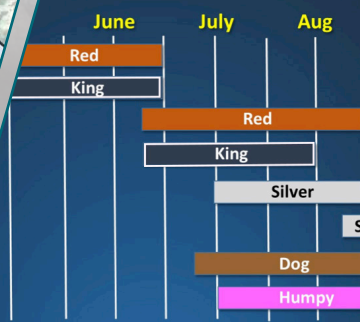 June July Aug
Red
King
Red
King
Silver
S
Dog
Humpy